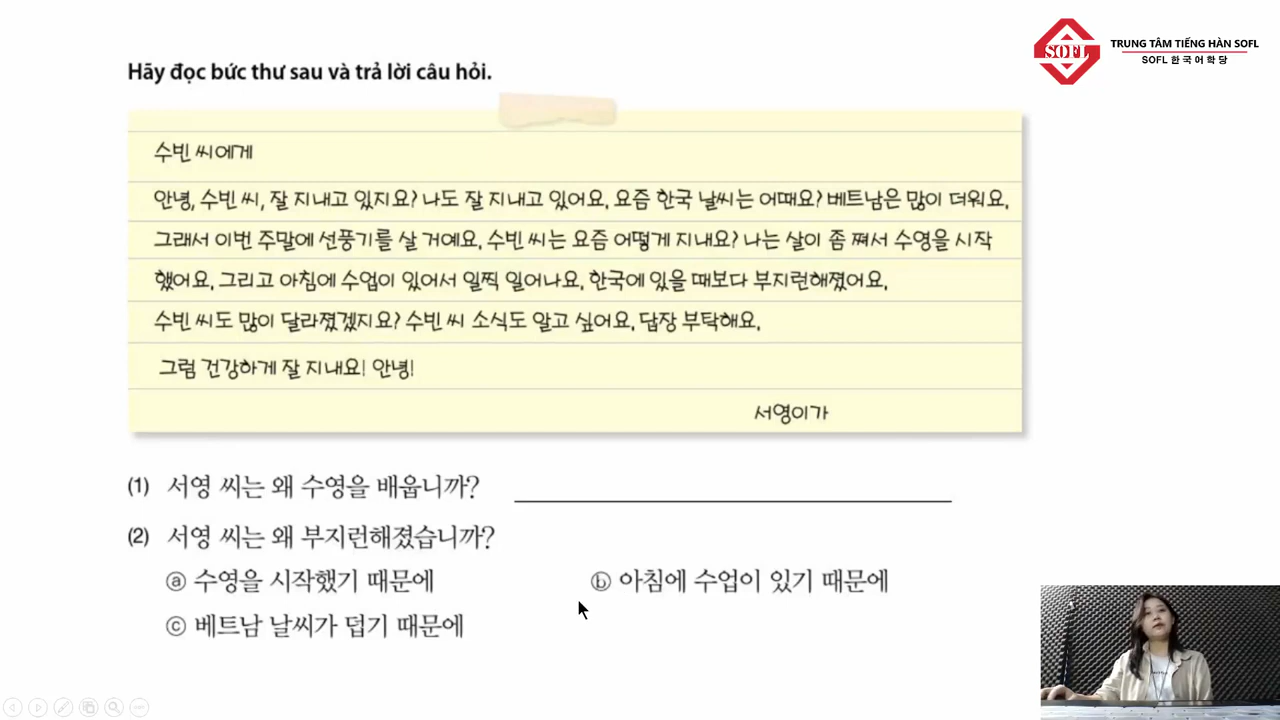 SOFL
TRUNG TÂM TIẾNG HÀN SOFL
SOFL 한국어학당
Hãy đọc bức thư sau và trả lời câu hỏi.
수빈 씨에게
안녕, 수빈 씨, 잘 지내고 있지요? 나도 잘 지내고 있어요. 요즘 한국 날씨는 어때요? 베트남은 많이 더워요.
그래서 이번 주말에 선풍기를 살 거예요. 수빈 씨는 요즘 어떻게 지내요? 나는 살이 좀 쪄서 수영을 시작
했어요. 그리고 아침에 수업이 있어서 일찍 일어나요. 한국에 있을 때보다 부지런해졌어요.
수빈 씨도 많이 달라졌겠지요? 수빈 씨 소식도 알고 싶어요. 답장 부탁해요.
그럼 건강하게 잘 지내요! 안녕!
서영이가
(1) 서영 씨는 왜 수영을 배웁니까?
(2) 서영 씨는 왜 부지런해졌습니까?
ⓐ 수영을 시작했기 때문에 ⓑ 아침에 수업이 있기 때문에
ⓒ 베트남 날씨가 덥기 때문에